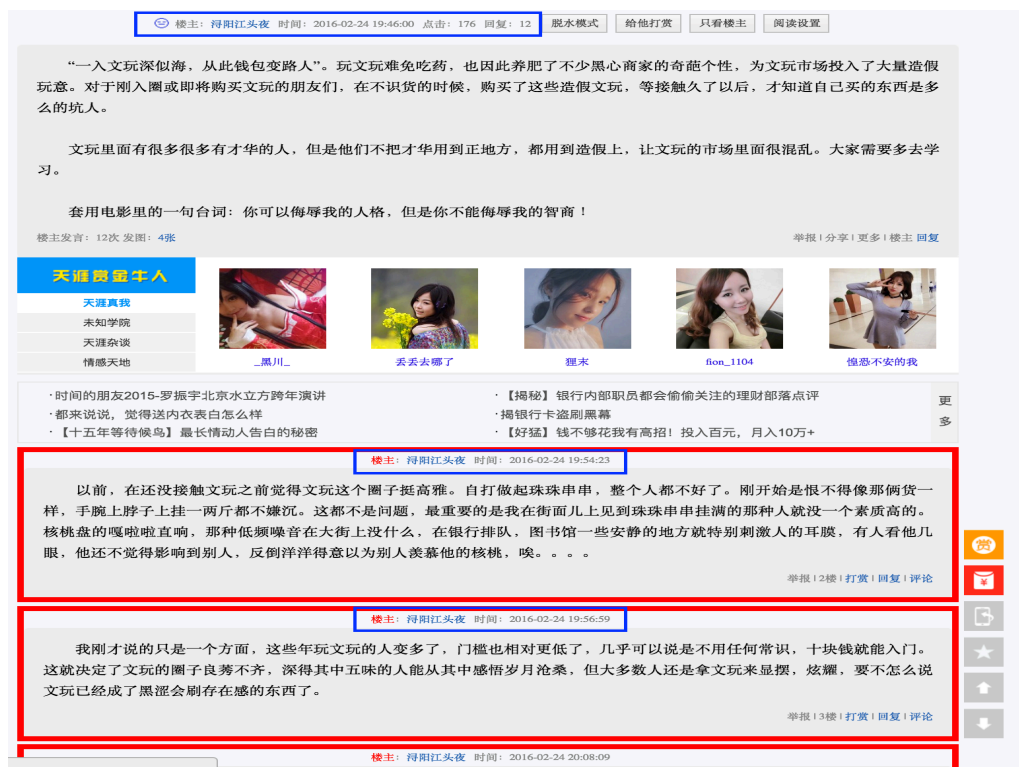 楼主：浔阳江头夜 时间：2016-02-24 19:46:00 点击：176 回复：12 脱水模式 给他打赏 只看楼主 阅读设置
“一入文玩深似海，从此钱包变路人”。玩文玩难免吃药，也因此养肥了不少黑心商家的奇葩个性，为文玩市场投入了大量造假
玩意。对于刚入圈或即将购买文玩的朋友们，在不识货的时候，购买了这些造假文玩，等接触久了以后，才知道自己买的东西是多
么的坑人。
文玩里面有很多很多有才华的人，但是他们不把才华用到正地方，都用到造假上，让文玩的市场里面很混乱。大家需要多去学
习。
套用电影里的一句台词：你可以侮辱我的人格，但是你不能侮辱我的智商！
楼主发言：12次 发图：4张 举报 | 分享 | 更多 | 楼主 回复
天涯赏金牛人
天涯真我
未知学院
天涯杂谈
情感天地
_黑川_ 丢丢去哪了 狸末 fion_1104 惶恐不安的我
·时间的朋友2015-罗振宇北京水立方跨年演讲 ·【揭秘】银行内部职员都会偷偷关注的理财部落点评
·都来说说，觉得送内衣表白怎么样 ·揭银行卡盗刷黑幕
·【十五年等待候鸟】最长情动人告白的秘密 ·【好猛】钱不够花我有高招！投入百元，月入10万+
更
多
楼主：浔阳江头夜 时间：2016-02-24 19:54:23
以前，在还没接触文玩之前觉得文玩这个圈子挺高雅。自打做起珠珠串串，整个人都不好了。刚开始是恨不得像那俩货一
样，手腕上脖子上挂一两斤都不嫌沉。这都不是问题，最重要的是我在街面儿上见到珠珠串串挂满的那种人就没一个素质高的。
核桃盘的嘎啦啦直响，那种低频噪音在大街上没什么，在银行排队，图书馆一些安静的地方就特别刺激人的耳膜，有人看他几
眼，他还不觉得影响到别人，反倒洋洋得意以为别人羡慕他的核桃，唉。。。。
举报 | 2楼 | 打赏 | 回复 | 评论
楼主：浔阳江头夜 时间：2016-02-24 19:56:59
我刚才说的只是一个方面，这些年玩文玩的人变多了，门槛也相对更低了，几乎可以说是不用任何常识，十块钱就能入门。
这就决定了文玩的圈子良莠不齐，深得其中五味的人能从其中感悟岁月沧桑，但大多数人还是拿文玩来显摆，炫耀，要不怎么说
文玩已经成了黑涩会刷存在感的东西了。
举报 | 3楼 | 打赏 | 回复 | 评论
楼主：浔阳江头夜 时间：2016-02-24 20:08:09
赏
¥